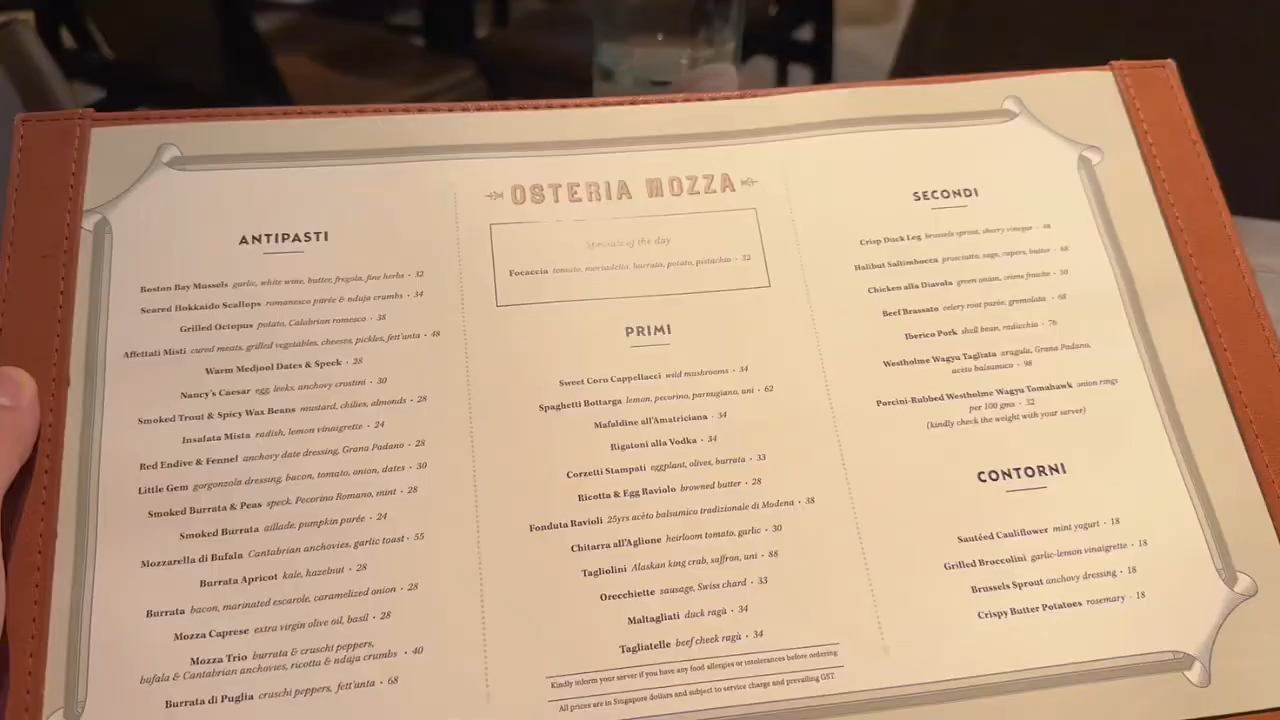 OSTERIA MOZZA
ANTIPASTI
Boston Bay Mussels garlic, white wine, butter, fregola, fine herbs · 32
Seared Hokkaido Scallops romanesco purée & nduja crumbs · 34
Grilled Octopus potato, Calabrian romesco · 38
Affettati Misti cured meats, grilled vegetables, cheeses, pickles, fett'unta · 48
Warm Medjool Dates & Speck · 28
Nancy's Caesar egg, leeks, anchovy crostini · 30
Smoked Trout & Spicy Wax Beans mustard, chilies, almonds · 28
Insalata Mista radish, lemon vinaigrette · 24
Red Endive & Fennel anchovy date dressing, Grana Padano · 28
Little Gem gorgonzola dressing, bacon, tomato, onion, dates · 30
Smoked Burrata & Peas speck, Pecorino Romano, mint · 28
Smoked Burrata aillade, pumpkin purée · 24
Mozzarella di Bufala Cantabrian anchovies, garlic toast · 55
Burrata Apricot kale, hazelnut · 28
Burrata bacon, marinated escarole, caramelized onion · 28
Mozza Caprese extra virgin olive oil, basil · 28
Mozza Trio burrata & cruschi peppers,
bufala & Cantabrian anchovies, ricotta & nduja crumbs · 40
Burrata di Puglia cruschi peppers, fett'unta · 68
Specials of the day
Focaccia tomato, mortadella, burrata, potato, pistachio · 32
PRIMI
Sweet Corn Cappellacci wild mushrooms · 34
Spaghetti Bottarga lemon, pecorino, parmugiano, uni · 62
Mafaldine all'Amatriciana · 34
Rigatoni alla Vodka · 34
Corzetti Stampati eggplant, olives, burrata · 33
Ricotta & Egg Raviolo browned butter · 28
Fonduta Ravioli 25yrs acèto balsamico tradizionale di Modena · 38
Chitarra all'Aglione heirloom tomato, garlic · 30
Tagliolini Alaskan king crab, saffron, uni · 88
Orecchiette sausage, Swiss chard · 33
Maltagliati duck ragù · 34
Tagliatelle beef cheek ragù · 34
Kindly inform your server if you have any food allergies or intolerances before ordering
All prices are in Singapore dollars and subject to service charge and prevailing GST.
SECONDI
Crisp Duck Leg brussels sprout, sherry vinegar · 48
Halibut Saltimbocca prosciutto, sage, capers, butter · 68
Chicken alla Diavola green onion, crème fraiche · 50
Beef Brassato celery root purée, gremolata · 68
Iberico Pork shell bean, radicchio · 76
Westholme Wagyu Tagliata arugula, Grana Padano,
acèto balsamico · 98
Porcini-Rubbed Westholme Wagyu Tomahawk onion rings
per 100 gms · 32
(kindly check the weight with your server)
CONTORNI
Sautéed Cauliflower mint yogurt · 18
Grilled Broccolini garlic-lemon vinaigrette · 18
Brussels Sprout anchovy dressing · 18
Crispy Butter Potatoes rosemary · 18